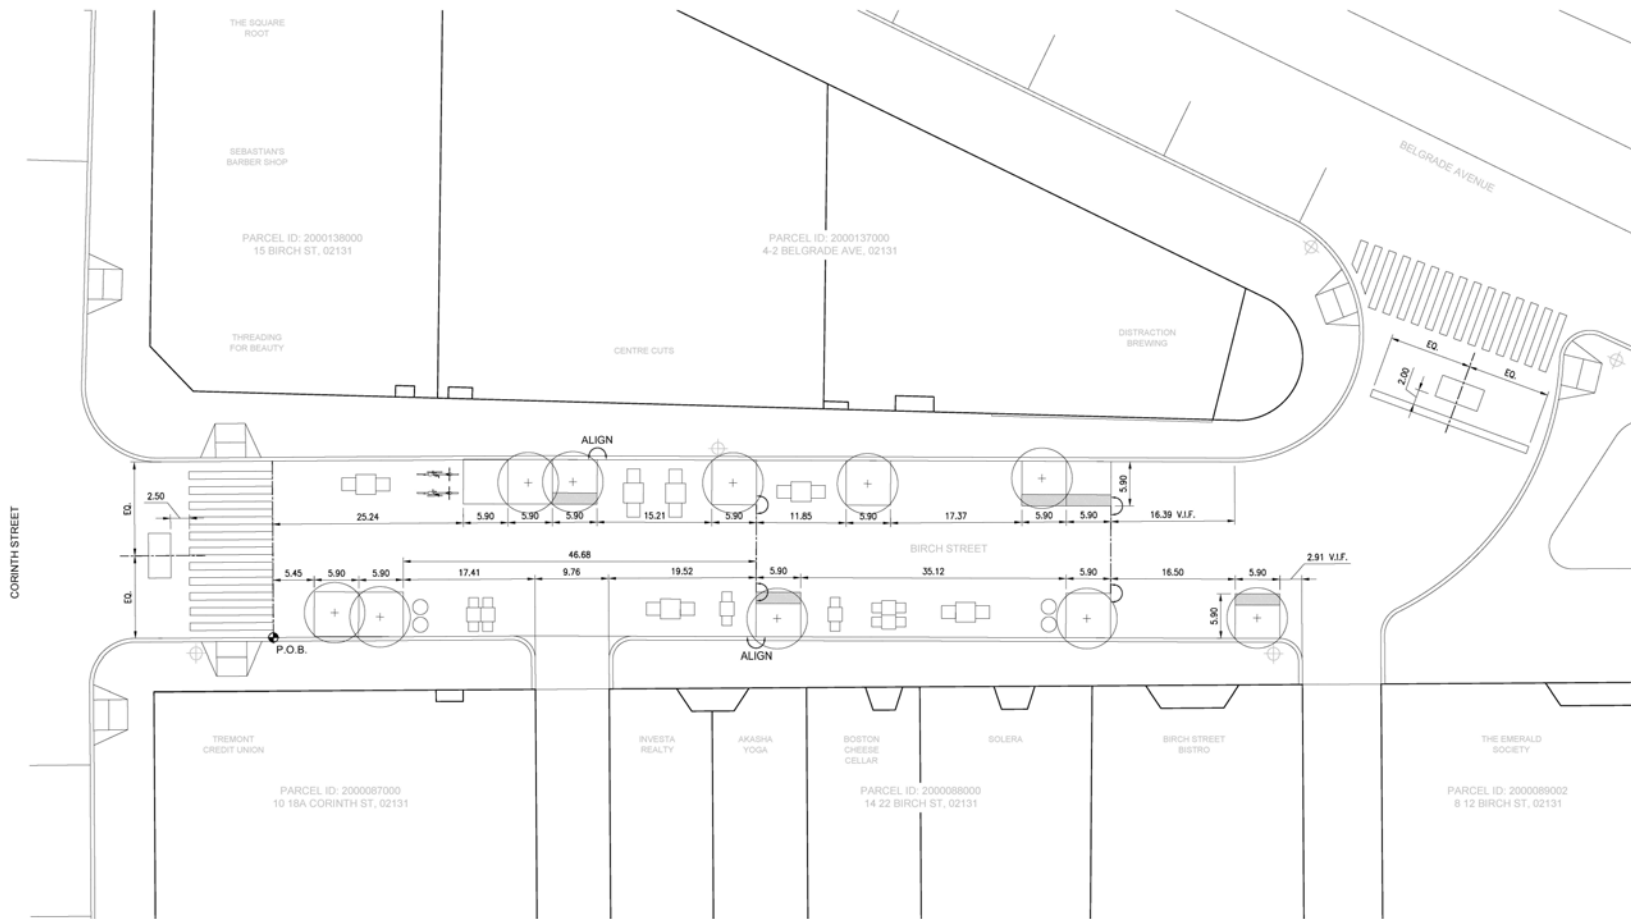 THE SQUARE
ROOT
SEBASTIAN'S
BARBER SHOP
BELGRADE AVENUE
PARCEL ID: 2000138000
15 BIRCH ST, 02131
PARCEL ID: 2000137000
4-2 BELGRADE AVE, 02131
THREADING
FOR BEAUTY
CENTRE CUTS
DISTRACTION
BREWING
EQ.
EQ.
2.00
ALIGN
CORINTH STREET
EQ.
2.50
EQ.
25.24
5.90
5.90
5.90
15.21
5.90
11.85
5.90
17.37
5.90
5.90
16.39 V.I.F.
5.90
BIRCH STREET
46.68
2.91 V.I.F.
5.45
5.90
5.90
17.41
9.76
19.52
5.90
35.12
5.90
16.50
5.90
5.90
P.O.B.
ALIGN
TREMONT
CREDIT UNION
INVESTA
REALTY
AKASHA
YOGA
BOSTON
CHEESE
CELLAR
SOLERA
BIRCH STREET
BISTRO
THE EMERALD
SOCIETY
PARCEL ID: 2000087000
10 18A CORINTH ST, 02131
PARCEL ID: 2000088000
14 22 BIRCH ST, 02131
PARCEL ID: 2000089002
8 12 BIRCH ST, 02131